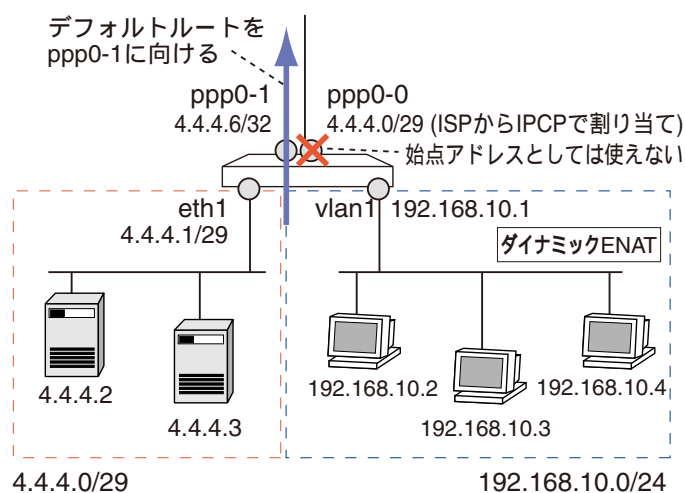 デフォルトルートを
ppp0-1に向ける
ppp0-1
4.4.4.6/32
ppp0-0
4.4.4.0/29 (ISPからIPCPで割り当て)
始点アドレスとしては使えない
eth1
4.4.4.1/29
vlan1
192.168.10.1
ダイナミックENAT
4.4.4.2
4.4.4.3
192.168.10.2
192.168.10.3
192.168.10.4
4.4.4.0/29
192.168.10.0/24